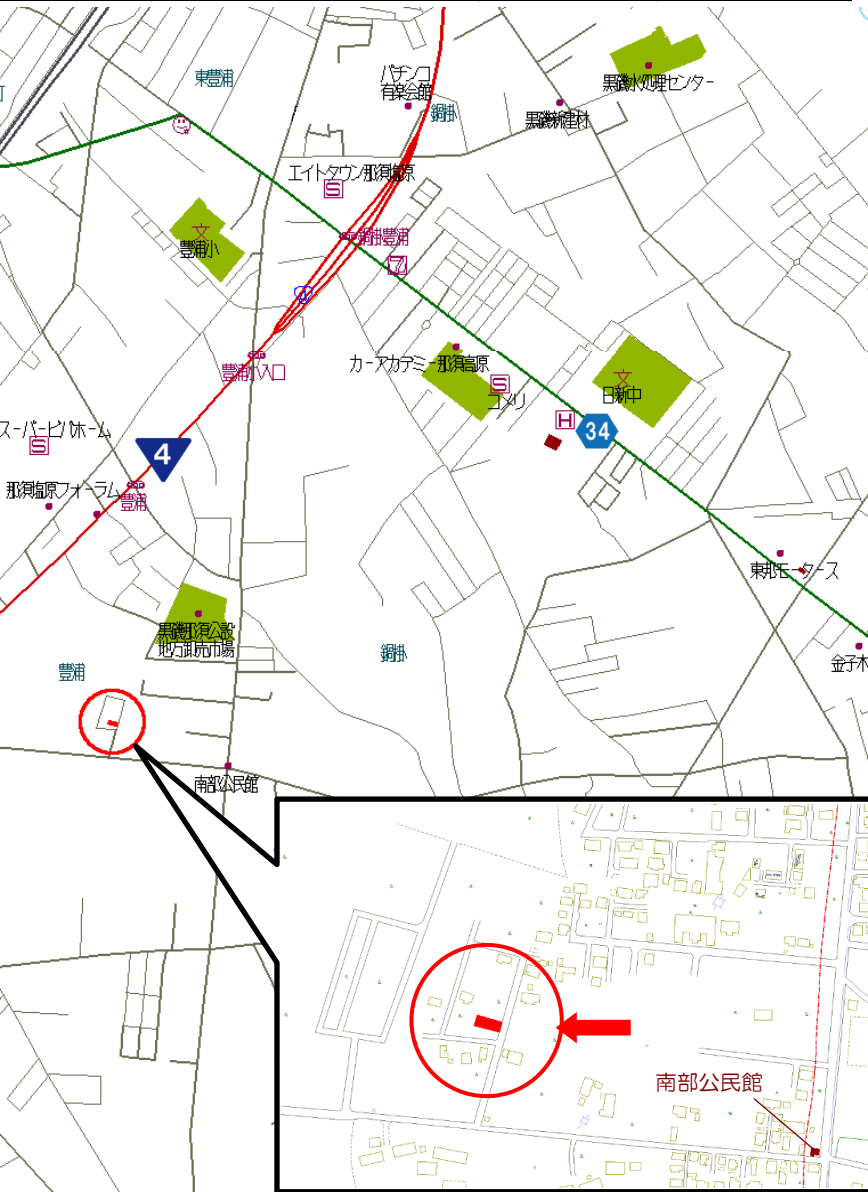 東豊浦
パチンコ
有楽会館
鍋掛
黒磯水処理センター
黒磯新建材
エイトタウン那須塩原
S
豊浦小
鍋掛豊浦
7
4
豊浦小入口
カーアカデミー那須高原
S
コメリ
日新中
H
34
スーパービバホーム
S
4
那須塩原フォーラム
豊浦
東那モータース
黒磯那須公設
地方卸売市場
鍋掛
豊浦
金子木
南部公民館
南部公民館